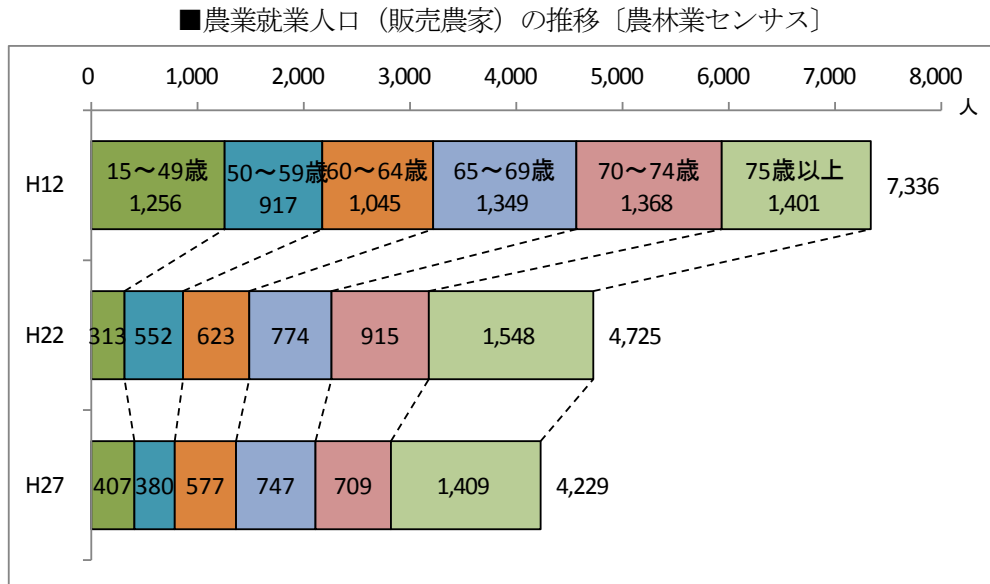 ■農業就業人口（販売農家）の推移〔農林業センサス〕
0 1,000 2,000 3,000 4,000 5,000 6,000 7,000 8,000
人
15～49歳 50～59歳 60～64歳 65～69歳 70～74歳 75歳以上
H12 1,256 917 1,045 1,349 1,368 1,401 7,336
H22 313 552 623 774 915 1,548 4,725
H27 407 380 577 747 709 1,409 4,229